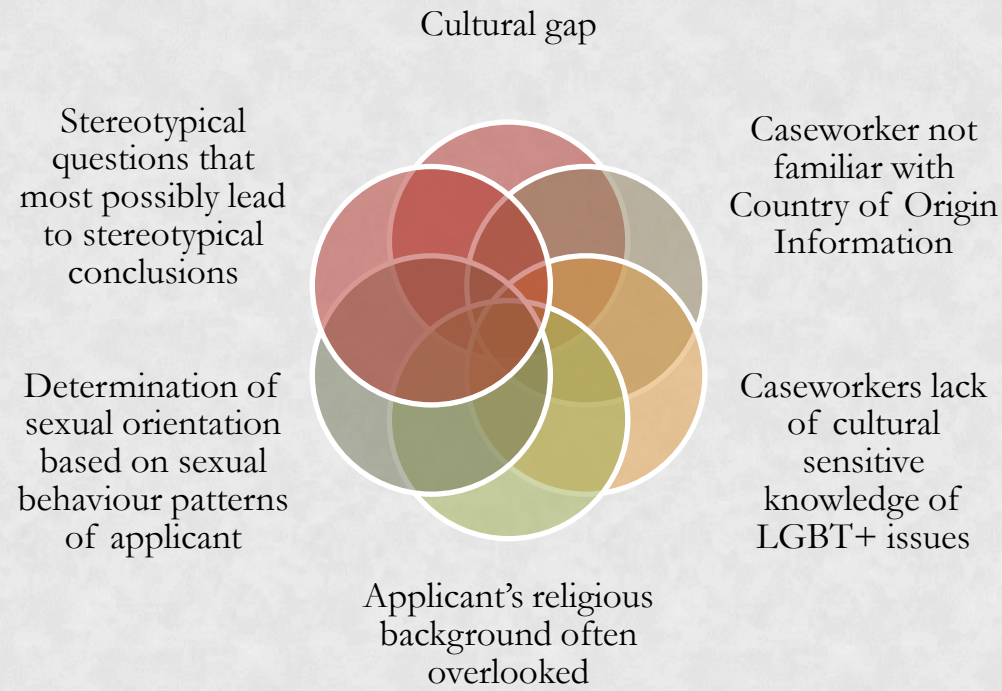 Cultural gap
Stereotypical
questions that
most possibly lead
to stereotypical
conclusions
Caseworker not
familiar with
Country of Origin
Information
Determination of
sexual orientation
based on sexual
behaviour patterns
of applicant
Caseworkers lack
of cultural
sensitive
knowledge of
LGBT+ issues
Applicant’s religious
background often
overlooked